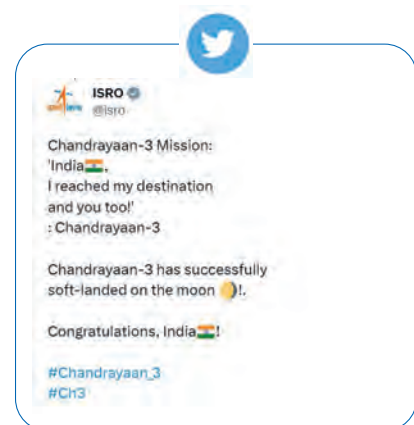 ISRO
@isro
Chandrayaan-3 Mission:
'India🇮🇳,
I reached my destination
and you too!'
: Chandrayaan-3
Chandrayaan-3 has successfully
soft-landed on the moon 🌖!.
Congratulations, India🇮🇳!
#Chandrayaan_3
#Ch3